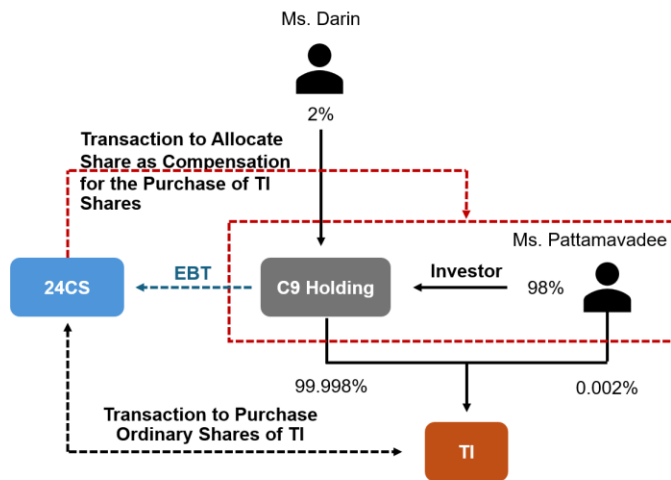 Ms. Darin
2%
Transaction to Allocate
Share as Compensation
for the Purchase of TI
Shares
Ms. Pattamavadee
24CS
EBT
C9 Holding
Investor
98%
99.998%
0.002%
Transaction to Purchase
Ordinary Shares of TI
TI